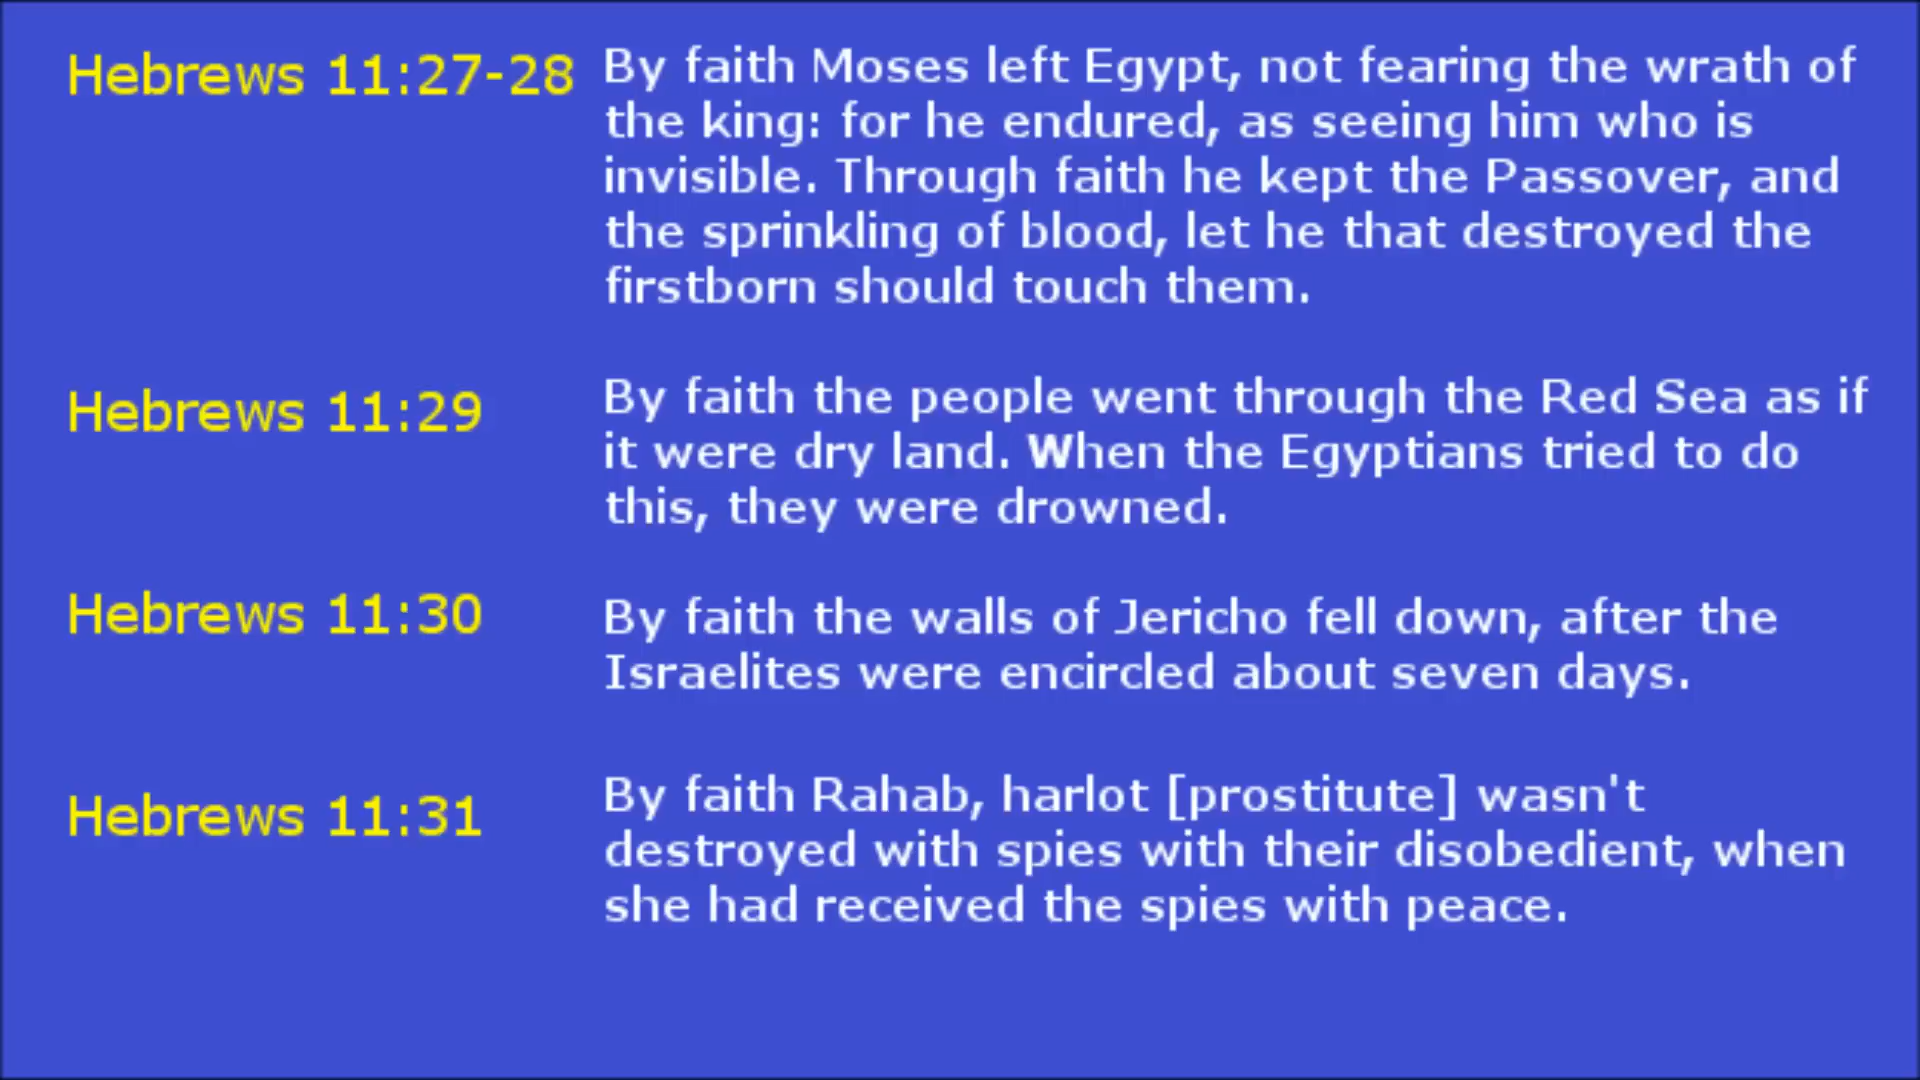 Hebrews 11:27-28
By faith Moses left Egypt, not fearing the wrath of
the king: for he endured, as seeing him who is
invisible. Through faith he kept the Passover, and
the sprinkling of blood, let he that destroyed the
firstborn should touch them.
Hebrews 11:29
By faith the people went through the Red Sea as if
it were dry land. When the Egyptians tried to do
this, they were drowned.
Hebrews 11:30
By faith the walls of Jericho fell down, after the
Israelites were encircled about seven days.
Hebrews 11:31
By faith Rahab, harlot [prostitute] wasn't
destroyed with spies with their disobedient, when
she had received the spies with peace.